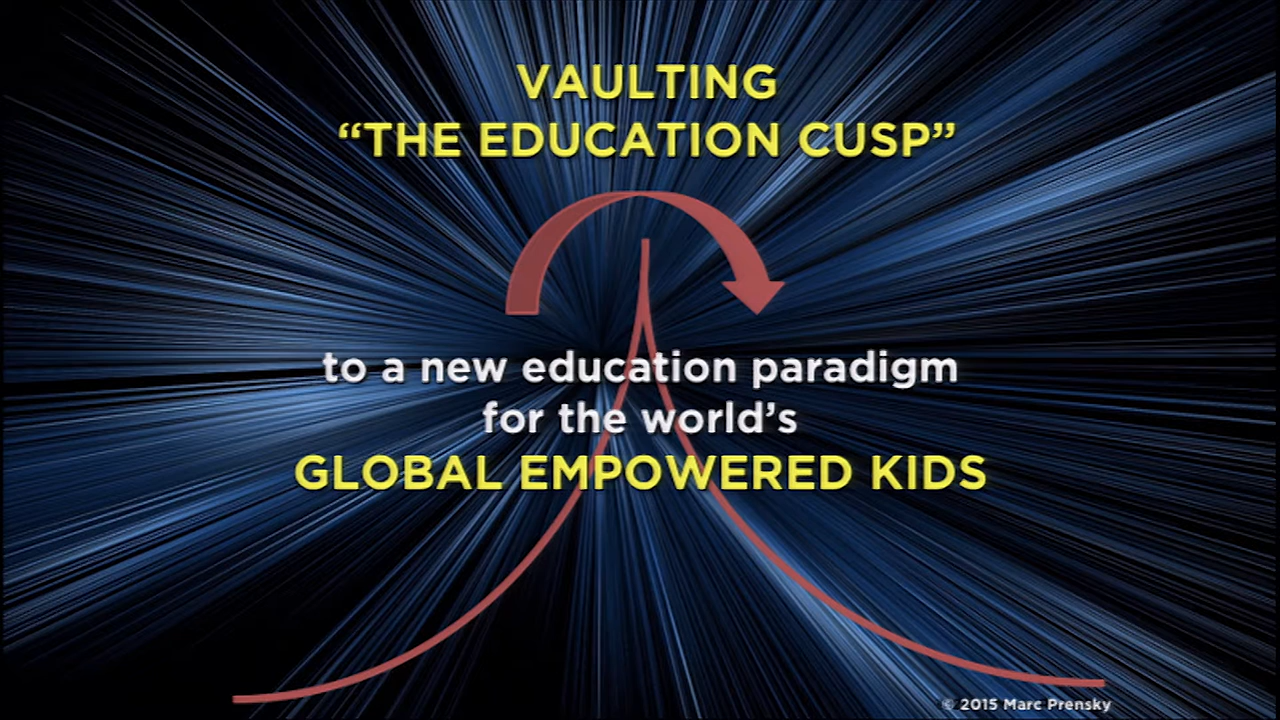 VAULTING
“THE EDUCATION CUSP”
to a new education paradigm
for the world’s
GLOBAL EMPOWERED KIDS
© 2015 Marc Prensky